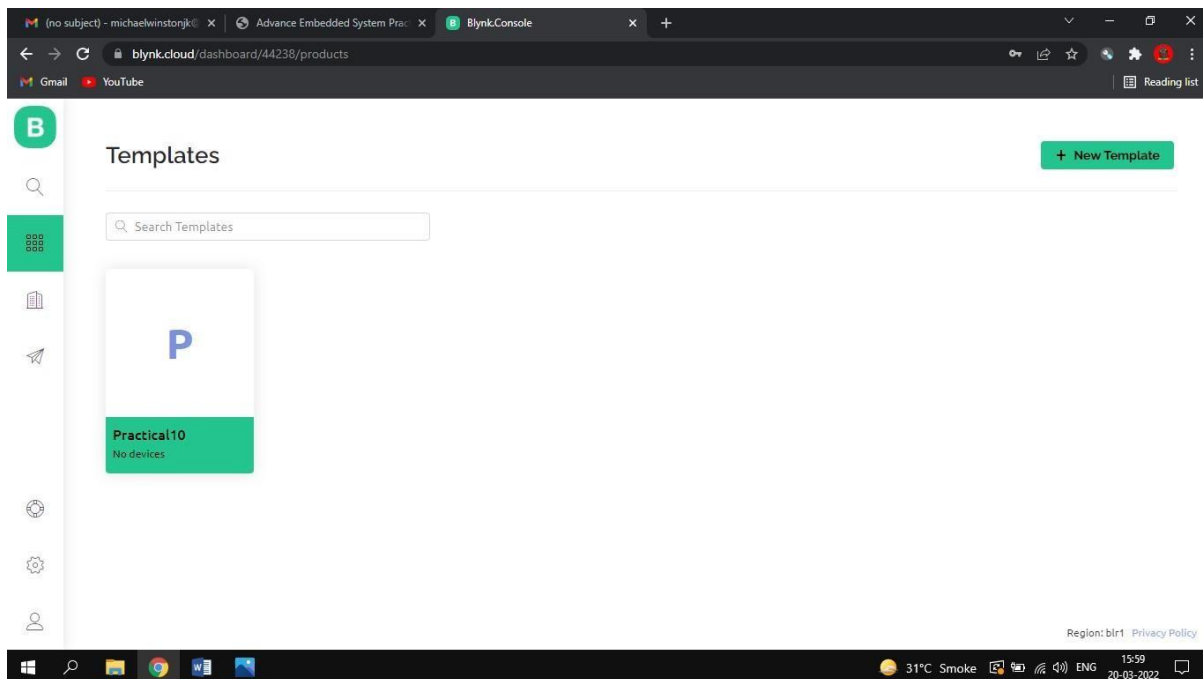 (no subject) - michaelwinstonjk@
Advance Embedded System Prac
B Blynk.Console
blynk.cloud/dashboard/44238/products
Gmail
YouTube
Reading list
B
Templates
+ New Template
Search Templates
P
Practical10
No devices
Region: blr1 Privacy Policy
W
31°C Smoke
ENG
15:59
20-03-2022